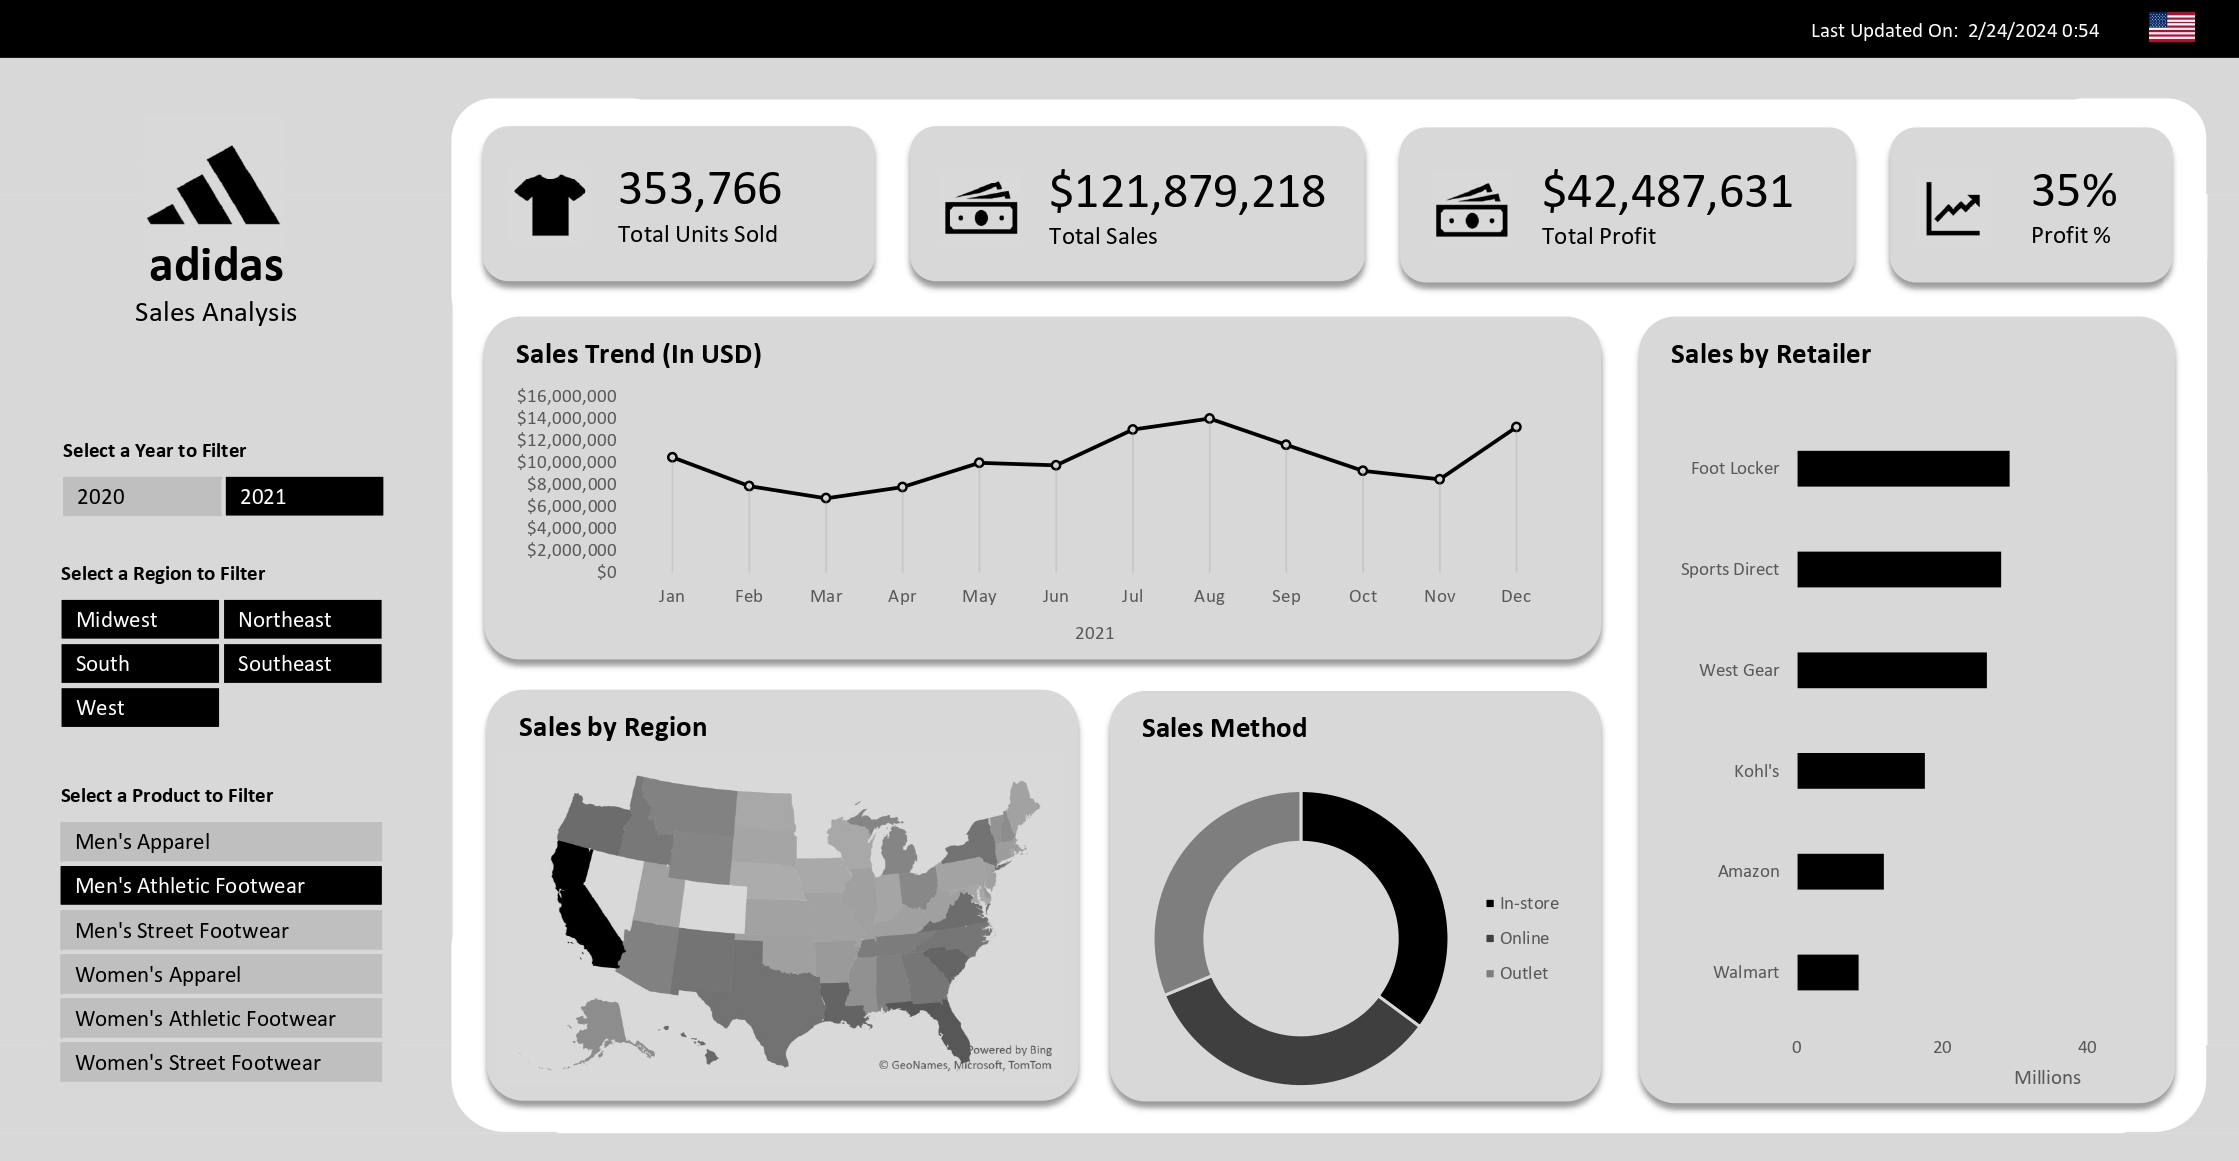 Last Updated On: 2/24/2024 0:54
adidas
Sales Analysis
Select a Year to Filter
2020
2021
Select a Region to Filter
Midwest
Northeast
South
Southeast
West
Select a Product to Filter
Men's Apparel
Men's Athletic Footwear
Men's Street Footwear
Women's Apparel
Women's Athletic Footwear
Women's Street Footwear
353,766
Total Units Sold
$121,879,218
Total Sales
$42,487,631
Total Profit
35%
Profit %
Sales Trend (In USD)
$16,000,000
$14,000,000
$12,000,000
$10,000,000
$8,000,000
$6,000,000
$4,000,000
$2,000,000
$0
Jan Feb Mar Apr May Jun Jul Aug Sep Oct Nov Dec
2021
Sales by Region
Powered by Bing
© GeoNames, Microsoft, TomTom
Sales Method
In-store
Online
Outlet
Sales by Retailer
Foot Locker
Sports Direct
West Gear
Kohl's
Amazon
Walmart
0 20 40
Millions